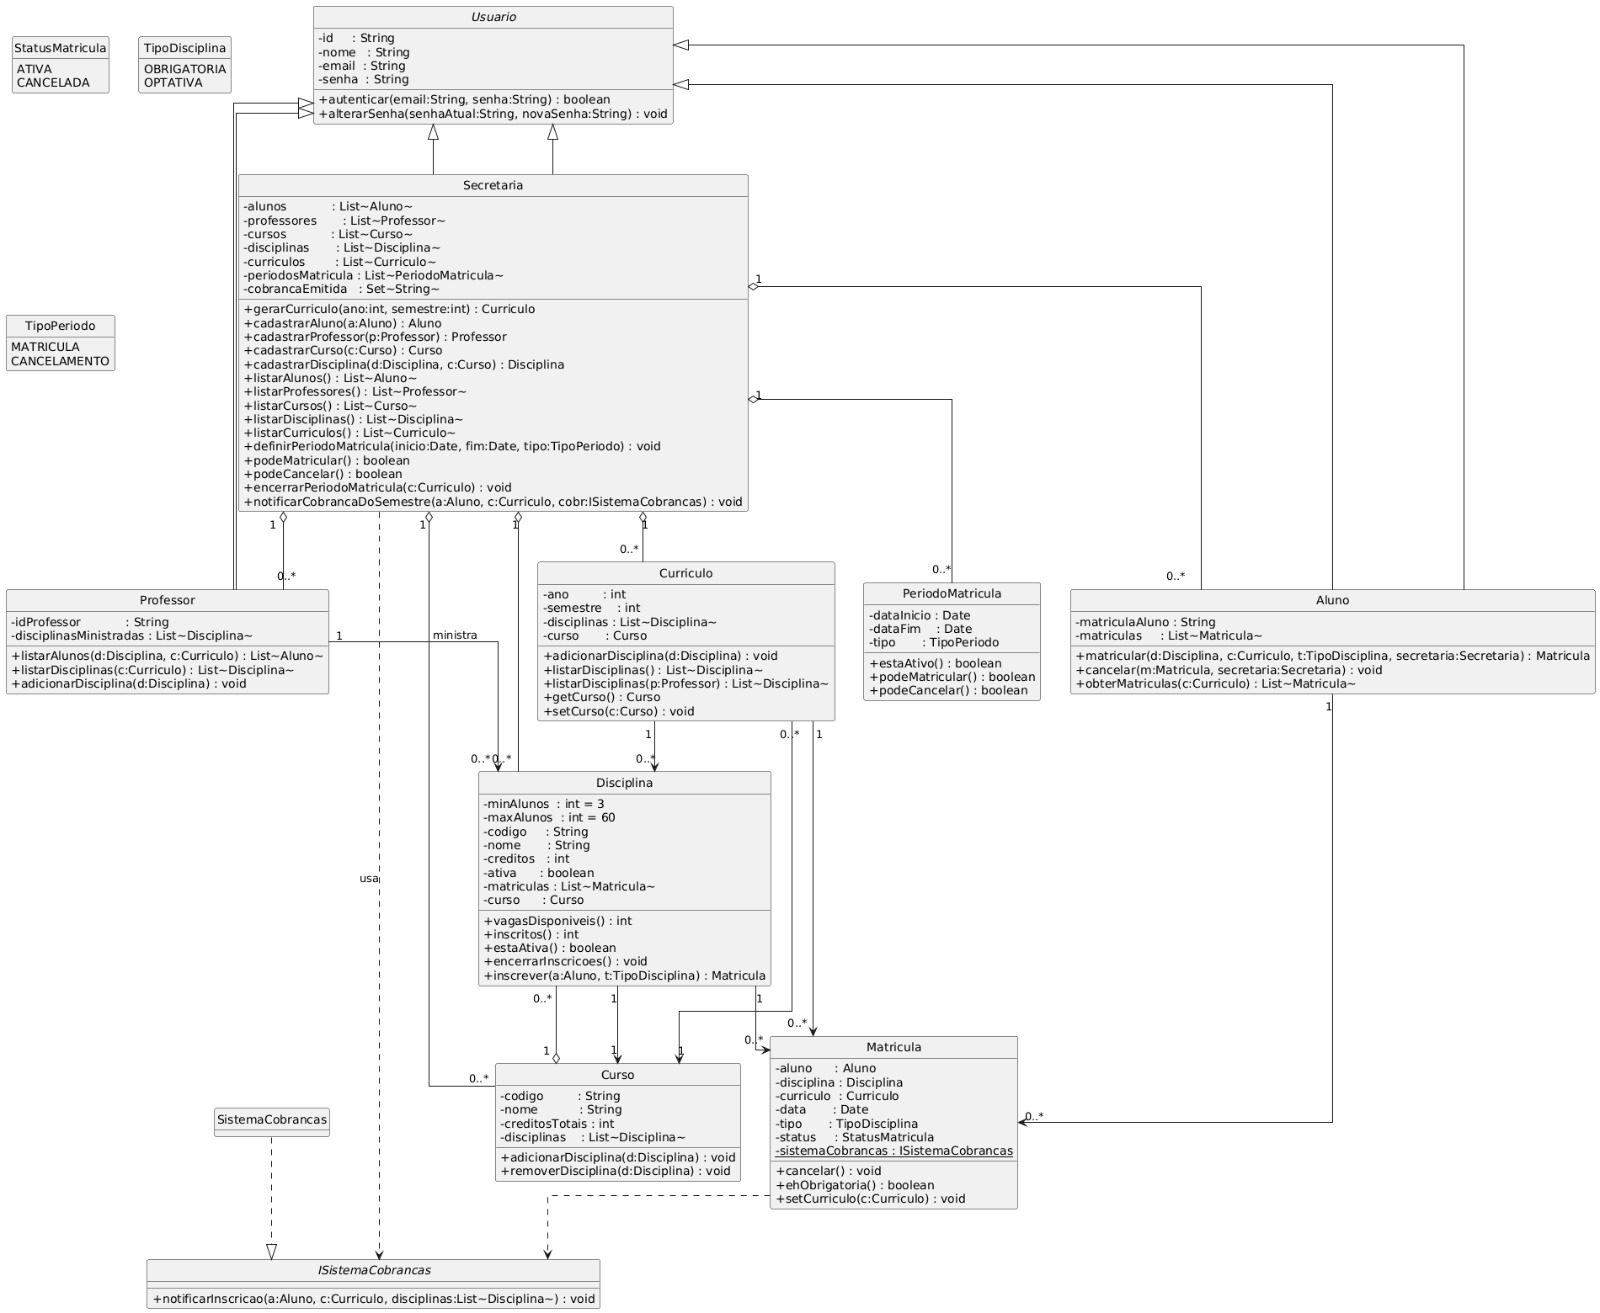 Usuario
-id : String
-nome : String
-email : String
-senha : String
+autenticar(email:String, senha:String) : boolean
+alterarSenha(senhaAtual:String, novaSenha:String) : void
StatusMatricula
ATIVA
CANCELADA
TipoDisciplina
OBRIGATORIA
OPTATIVA
Secretaria
-alunos : List~Aluno~
-professores : List~Professor~
-cursos : List~Curso~
-disciplinas : List~Disciplina~
-curriculos : List~Curriculo~
-periodosMatricula : List~PeriodoMatricula~
-cobrancaEmitida : Set~String~
+gerarCurriculo(ano:int, semestre:int) : Curriculo
+cadastrarAluno(a:Aluno) : Aluno
+cadastrarProfessor(p:Professor) : Professor
+cadastrarCurso(c:Curso) : Curso
+cadastrarDisciplina(d:Disciplina, c:Curso) : Disciplina
+listarAlunos() : List~Aluno~
+listarProfessores() : List~Professor~
+listarCursos() : List~Curso~
+listarDisciplinas() : List~Disciplina~
+listarCurriculos() : List~Curriculo~
+definirPeriodoMatricula(inicio:Date, fim:Date, tipo:TipoPeriodo) : void
+podeMatricular() : boolean
+podeCancelar() : boolean
+encerrarPeriodoMatricula(c:Curriculo) : void
+notificarCobrancaDoSemestre(a:Aluno, c:Curriculo, cobr:ISistemaCobrancas) : void
TipoPeriodo
MATRICULA
CANCELAMENTO
1
1
1
1
1
1
0..*
0..*
0..*
0..*
Professor
-idProfessor : String
-disciplinasMinistradas : List~Disciplina~
+listarAlunos(d:Disciplina, c:Curriculo) : List~Aluno~
+listarDisciplinas(c:Curriculo) : List~Disciplina~
+adicionarDisciplina(d:Disciplina) : void
1
ministra
Curriculo
-ano : int
-semestre : int
-disciplinas : List~Disciplina~
-curso : Curso
+adicionarDisciplina(d:Disciplina) : void
+listarDisciplinas() : List~Disciplina~
+listarDisciplinas(p:Professor) : List~Disciplina~
+getCurso() : Curso
+setCurso(c:Curso) : void
PeriodoMatricula
-dataInicio : Date
-dataFim : Date
-tipo : TipoPeriodo
+estaAtivo() : boolean
+podeMatricular() : boolean
+podeCancelar() : boolean
Aluno
-matriculaAluno : String
-matriculas : List~Matricula~
+matricular(d:Disciplina, c:Curriculo, t:TipoDisciplina, secretaria:Secretaria) : Matricula
+cancelar(m:Matricula, secretaria:Secretaria) : void
+obterMatriculas(c:Curriculo) : List~Matricula~
1
0..*
1
1
0..*
0..*
0..*
Disciplina
-minAlunos : int = 3
-maxAlunos : int = 60
-codigo : String
-nome : String
-creditos : int
-ativa : boolean
-matriculas : List~Matricula~
-curso : Curso
+vagasDisponiveis() : int
+inscritos() : int
+estaAtiva() : boolean
+encerrarInscricoes() : void
+inscrever(a:Aluno, t:TipoDisciplina) : Matricula
usa
0..*
1
1
0..*
0..*
1
1
1
0..*
0..*
Curso
-codigo : String
-nome : String
-creditosTotais : int
-disciplinas : List~Disciplina~
+adicionarDisciplina(d:Disciplina) : void
+removerDisciplina(d:Disciplina) : void
Matricula
-aluno : Aluno
-disciplina : Disciplina
-curriculo : Curriculo
-data : Date
-tipo : TipoDisciplina
-status : StatusMatricula
-sistemaCobrancas : ISistemaCobrancas
+cancelar() : void
+ehObrigatoria() : boolean
+setCurriculo(c:Curriculo) : void
SistemaCobrancas
ISistemaCobrancas
+notificarInscricao(a:Aluno, c:Curriculo, disciplinas:List~Disciplina~) : void